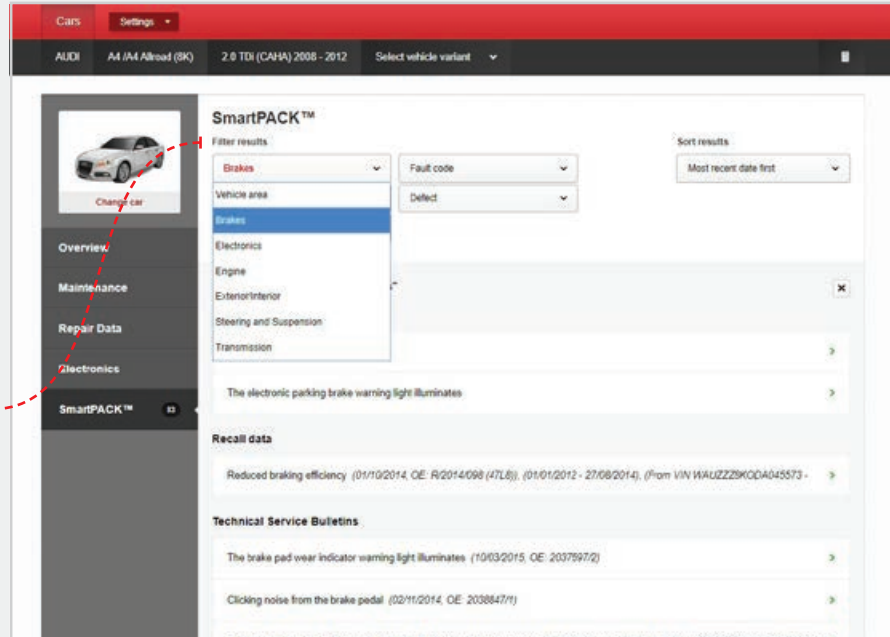 Cars Settings
AUDI A4 /A4 Allroad (8K) 2.0 TDi (CAHA) 2008 - 2012 Select vehicle variant
SmartPACK™
Filter results Sort results
Brakes Fault code Most recent date first
Change car
Vehicle area Defect
Brakes
Overview
Electronics
Maintenance
Engine
Exterior/Interior
Repair Data
Steering and Suspension
Transmission
Electronics
The electronic parking brake warning light illuminates
SmartPACK™
Recall data
Reduced braking efficiency (01/10/2014, OE: R/2014/098 (47L8)), (01/01/2012 - 27/08/2014), (From VIN -
Technical Service Bulletins
The brake pad wear indicator warning light illuminates (10/03/2015, OE: 2037597/2)
Clicking noise from the brake pedal (02/11/2014, OE: 2038847/1)